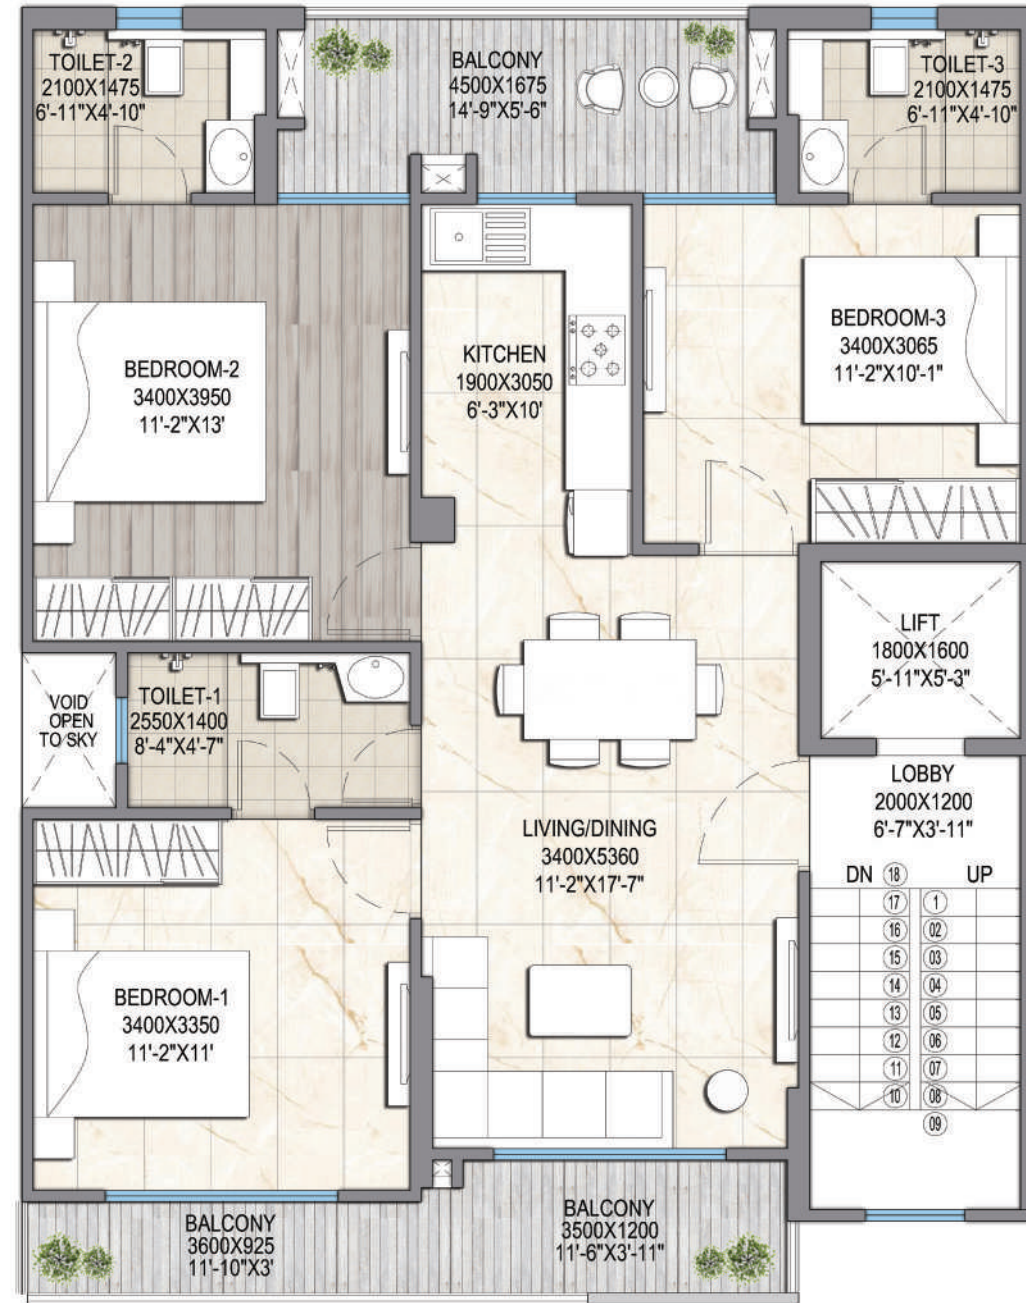 TOILET-2
2100X1475
6'-11"X4'-10"
BALCONY
4500X1675
14'-9"X5'-6"
TOILET-3
2100X1475
6'-11"X4'-10"
BEDROOM-2
3400X3950
11'-2"X13'
KITCHEN
1900X3050
6'-3"X10'
BEDROOM-3
3400X3065
11'-2"X10'-1"
LIFT
1800X1600
5'-11"X5'-3"
VOID
OPEN
TO SKY
TOILET-1
2550X1400
8'-4"X4'-7"
LOBBY
2000X1200
6'-7"X3'-11"
LIVING/DINING
3400X5360
11'-2"X17'-7"
DN 18 UP
17 1
16 02
15 03
14 04
13 05
12 06
11 07
10 08
09
BEDROOM-1
3400X3350
11'-2"X11'
BALCONY
3600X925
11'-10"X3'
BALCONY
3500X1200
11'-6"X3'-11"